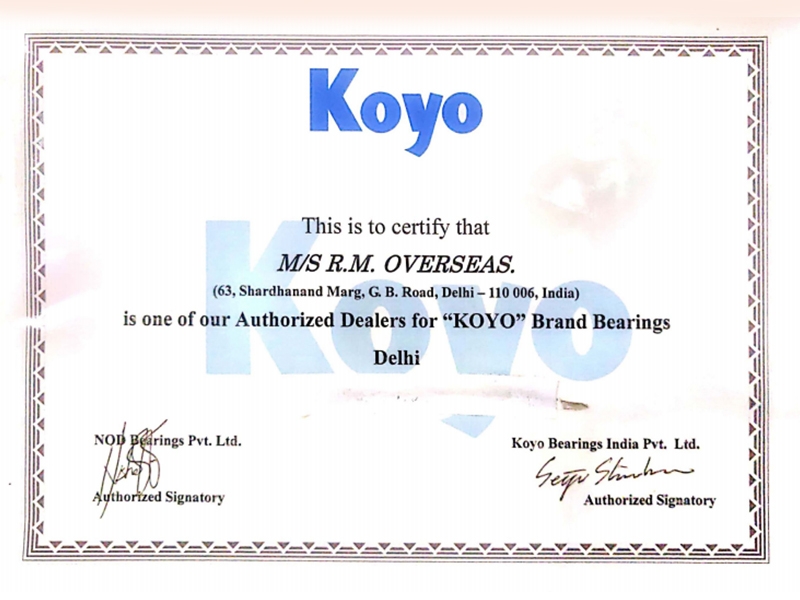 Koyo
This is to certify that
M/S R.M. OVERSEAS.
(63, Shardhanand Marg, G. B. Road, Delhi – 110 006, India)
is one of our Authorized Dealers for “KOYO” Brand Bearings
Delhi
NOD Bearings Pvt. Ltd.
Authorized Signatory
Koyo Bearings India Pvt. Ltd.
Authorized Signatory